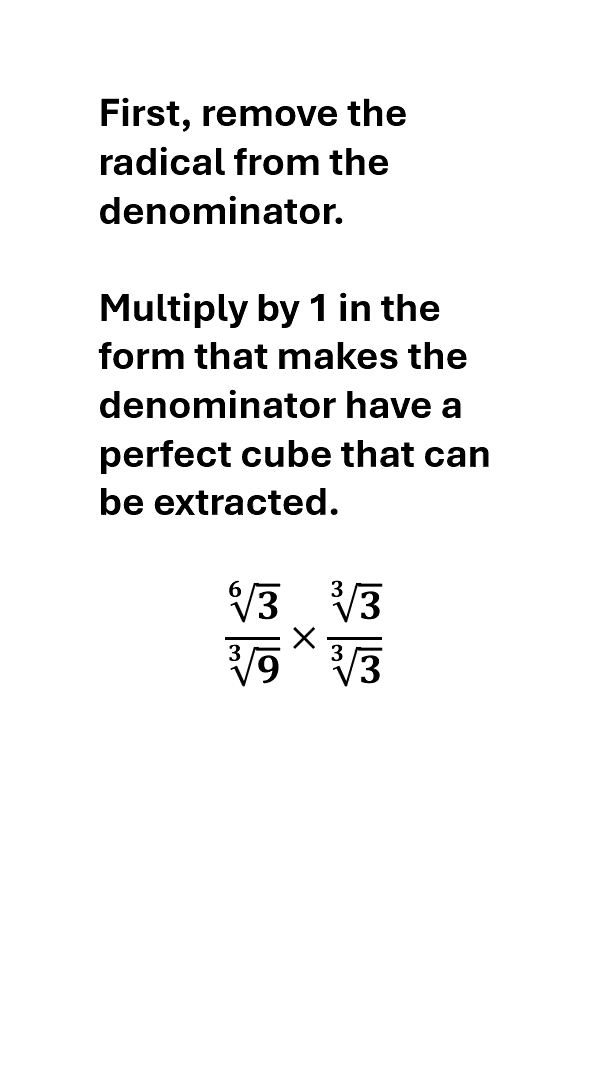 First, remove the
radical from the
denominator.
Multiply by 1 in the
form that makes the
denominator have a
perfect cube that can
be extracted.
⁶√3 / ³√9 × ³√3 / ³√3